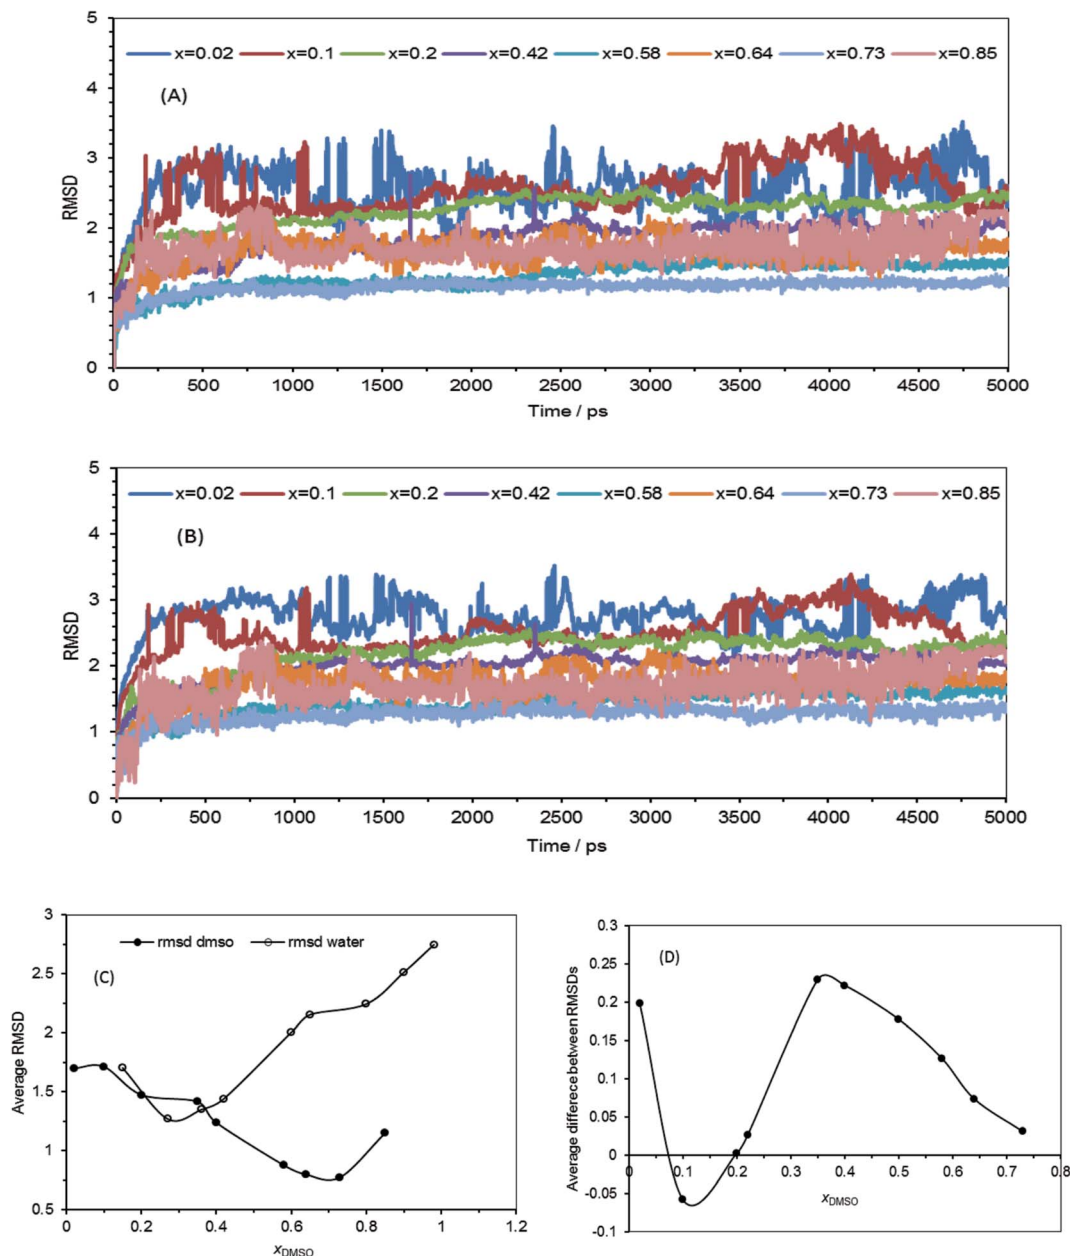 5
x=0.02 x=0.1 x=0.2 x=0.42 x=0.58 x=0.64 x=0.73 x=0.85
4
(A)
3
RMSD
2
1
0
0 500 1000 1500 2000 2500 3000 3500 4000 4500 5000
Time / ps
5
x=0.02 x=0.1 x=0.2 x=0.42 x=0.58 x=0.64 x=0.73 x=0.85
4
(B)
3
RMSD
2
1
0
0 500 1000 1500 2000 2500 3000 3500 4000 4500 5000
Time / ps
3
rmsd dmso rmsd water
2.5
(C)
Average RMSD
2
1.5
1
0.5
0 0.2 0.4 0.6 0.8 1 1.2
xDMSO
0.3
(D)
0.25
0.2
Average differece between RMSDs
0.15
0.1
0.05
0
0 0.1 0.2 0.3 0.4 0.5 0.6 0.7 0.8
xDMSO
-0.05
-0.1